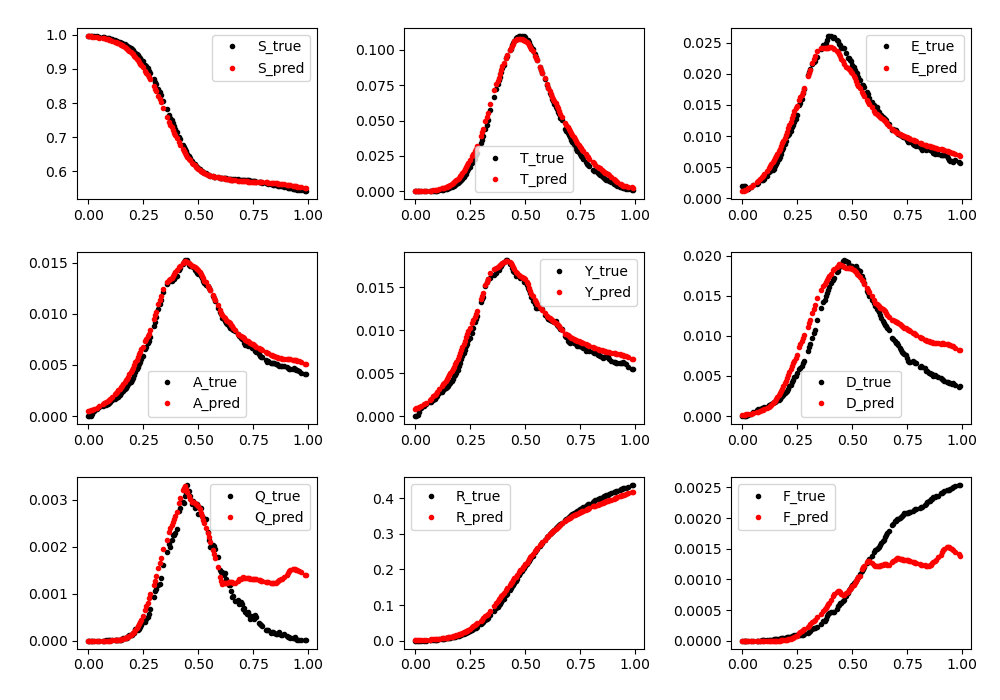 1.0
0.9
0.8
0.7
0.6
0.00 0.25 0.50 0.75 1.00
S_true
S_pred
0.100
0.075
0.050
0.025
0.000
0.00 0.25 0.50 0.75 1.00
T_true
T_pred
0.025
0.020
0.015
0.010
0.005
0.000
0.00 0.25 0.50 0.75 1.00
E_true
E_pred
0.015
0.010
0.005
0.000
0.00 0.25 0.50 0.75 1.00
A_true
A_pred
0.015
0.010
0.005
0.000
0.00 0.25 0.50 0.75 1.00
Y_true
Y_pred
0.020
0.015
0.010
0.005
0.000
0.00 0.25 0.50 0.75 1.00
D_true
D_pred
0.003
0.002
0.001
0.000
0.00 0.25 0.50 0.75 1.00
Q_true
Q_pred
0.4
0.3
0.2
0.1
0.0
0.00 0.25 0.50 0.75 1.00
R_true
R_pred
0.0025
0.0020
0.0015
0.0010
0.0005
0.0000
0.00 0.25 0.50 0.75 1.00
F_true
F_pred